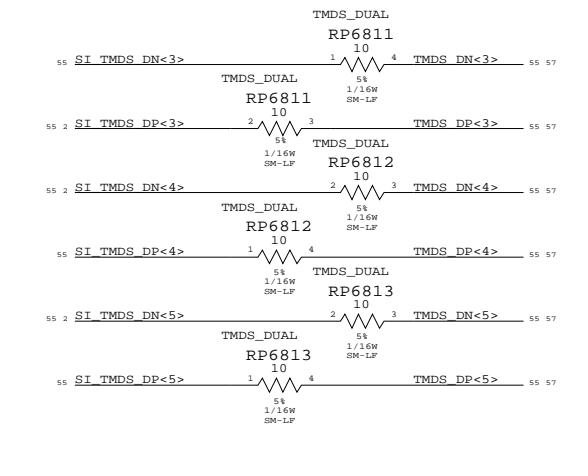 TMDS_DUAL
RP6811
10
55 SI_TMDS_DN<3> 1 4 TMDS_DN<3> 55 57
5%
1/16W
SM-LF
TMDS_DUAL
RP6811
10
55 2 SI_TMDS_DP<3> 2 3 TMDS_DP<3> 55 57
5%
1/16W
SM-LF
TMDS_DUAL
RP6812
10
55 2 SI_TMDS_DN<4> 2 3 TMDS_DN<4> 55 57
5%
1/16W
SM-LF
TMDS_DUAL
RP6812
10
55 SI_TMDS_DP<4> 1 4 TMDS_DP<4> 55 57
5%
1/16W
SM-LF
TMDS_DUAL
RP6813
10
55 2 SI_TMDS_DN<5> 2 3 TMDS_DN<5> 55 57
5%
1/16W
SM-LF
TMDS_DUAL
RP6813
10
55 SI_TMDS_DP<5> 1 4 TMDS_DP<5> 55 57
5%
1/16W
SM-LF